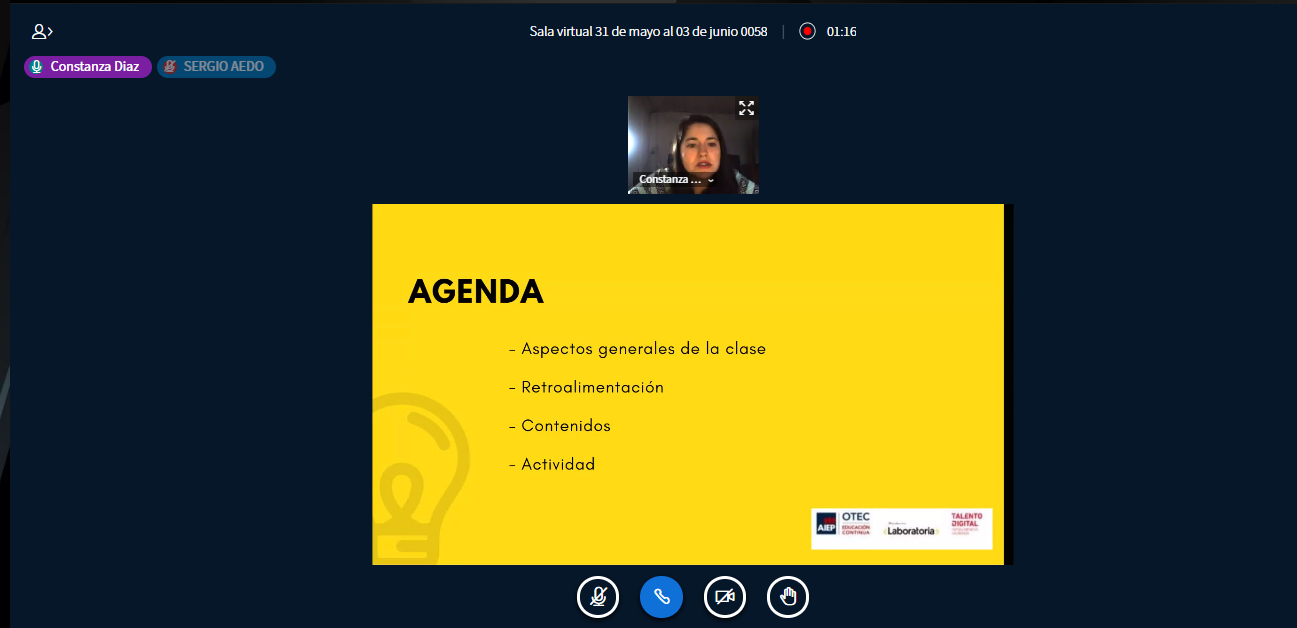 Sala virtual 31 de mayo al 03 de junio 0058
01:16
Constanza Diaz
SERGIO AEDO
Constanza ...
AGENDA
- Aspectos generales de la clase
- Retroalimentación
- Contenidos
- Actividad
AIEP
OTEC
EDUCACIÓN
CONTINUA
Laboratoria
TALENTO
DIGITAL